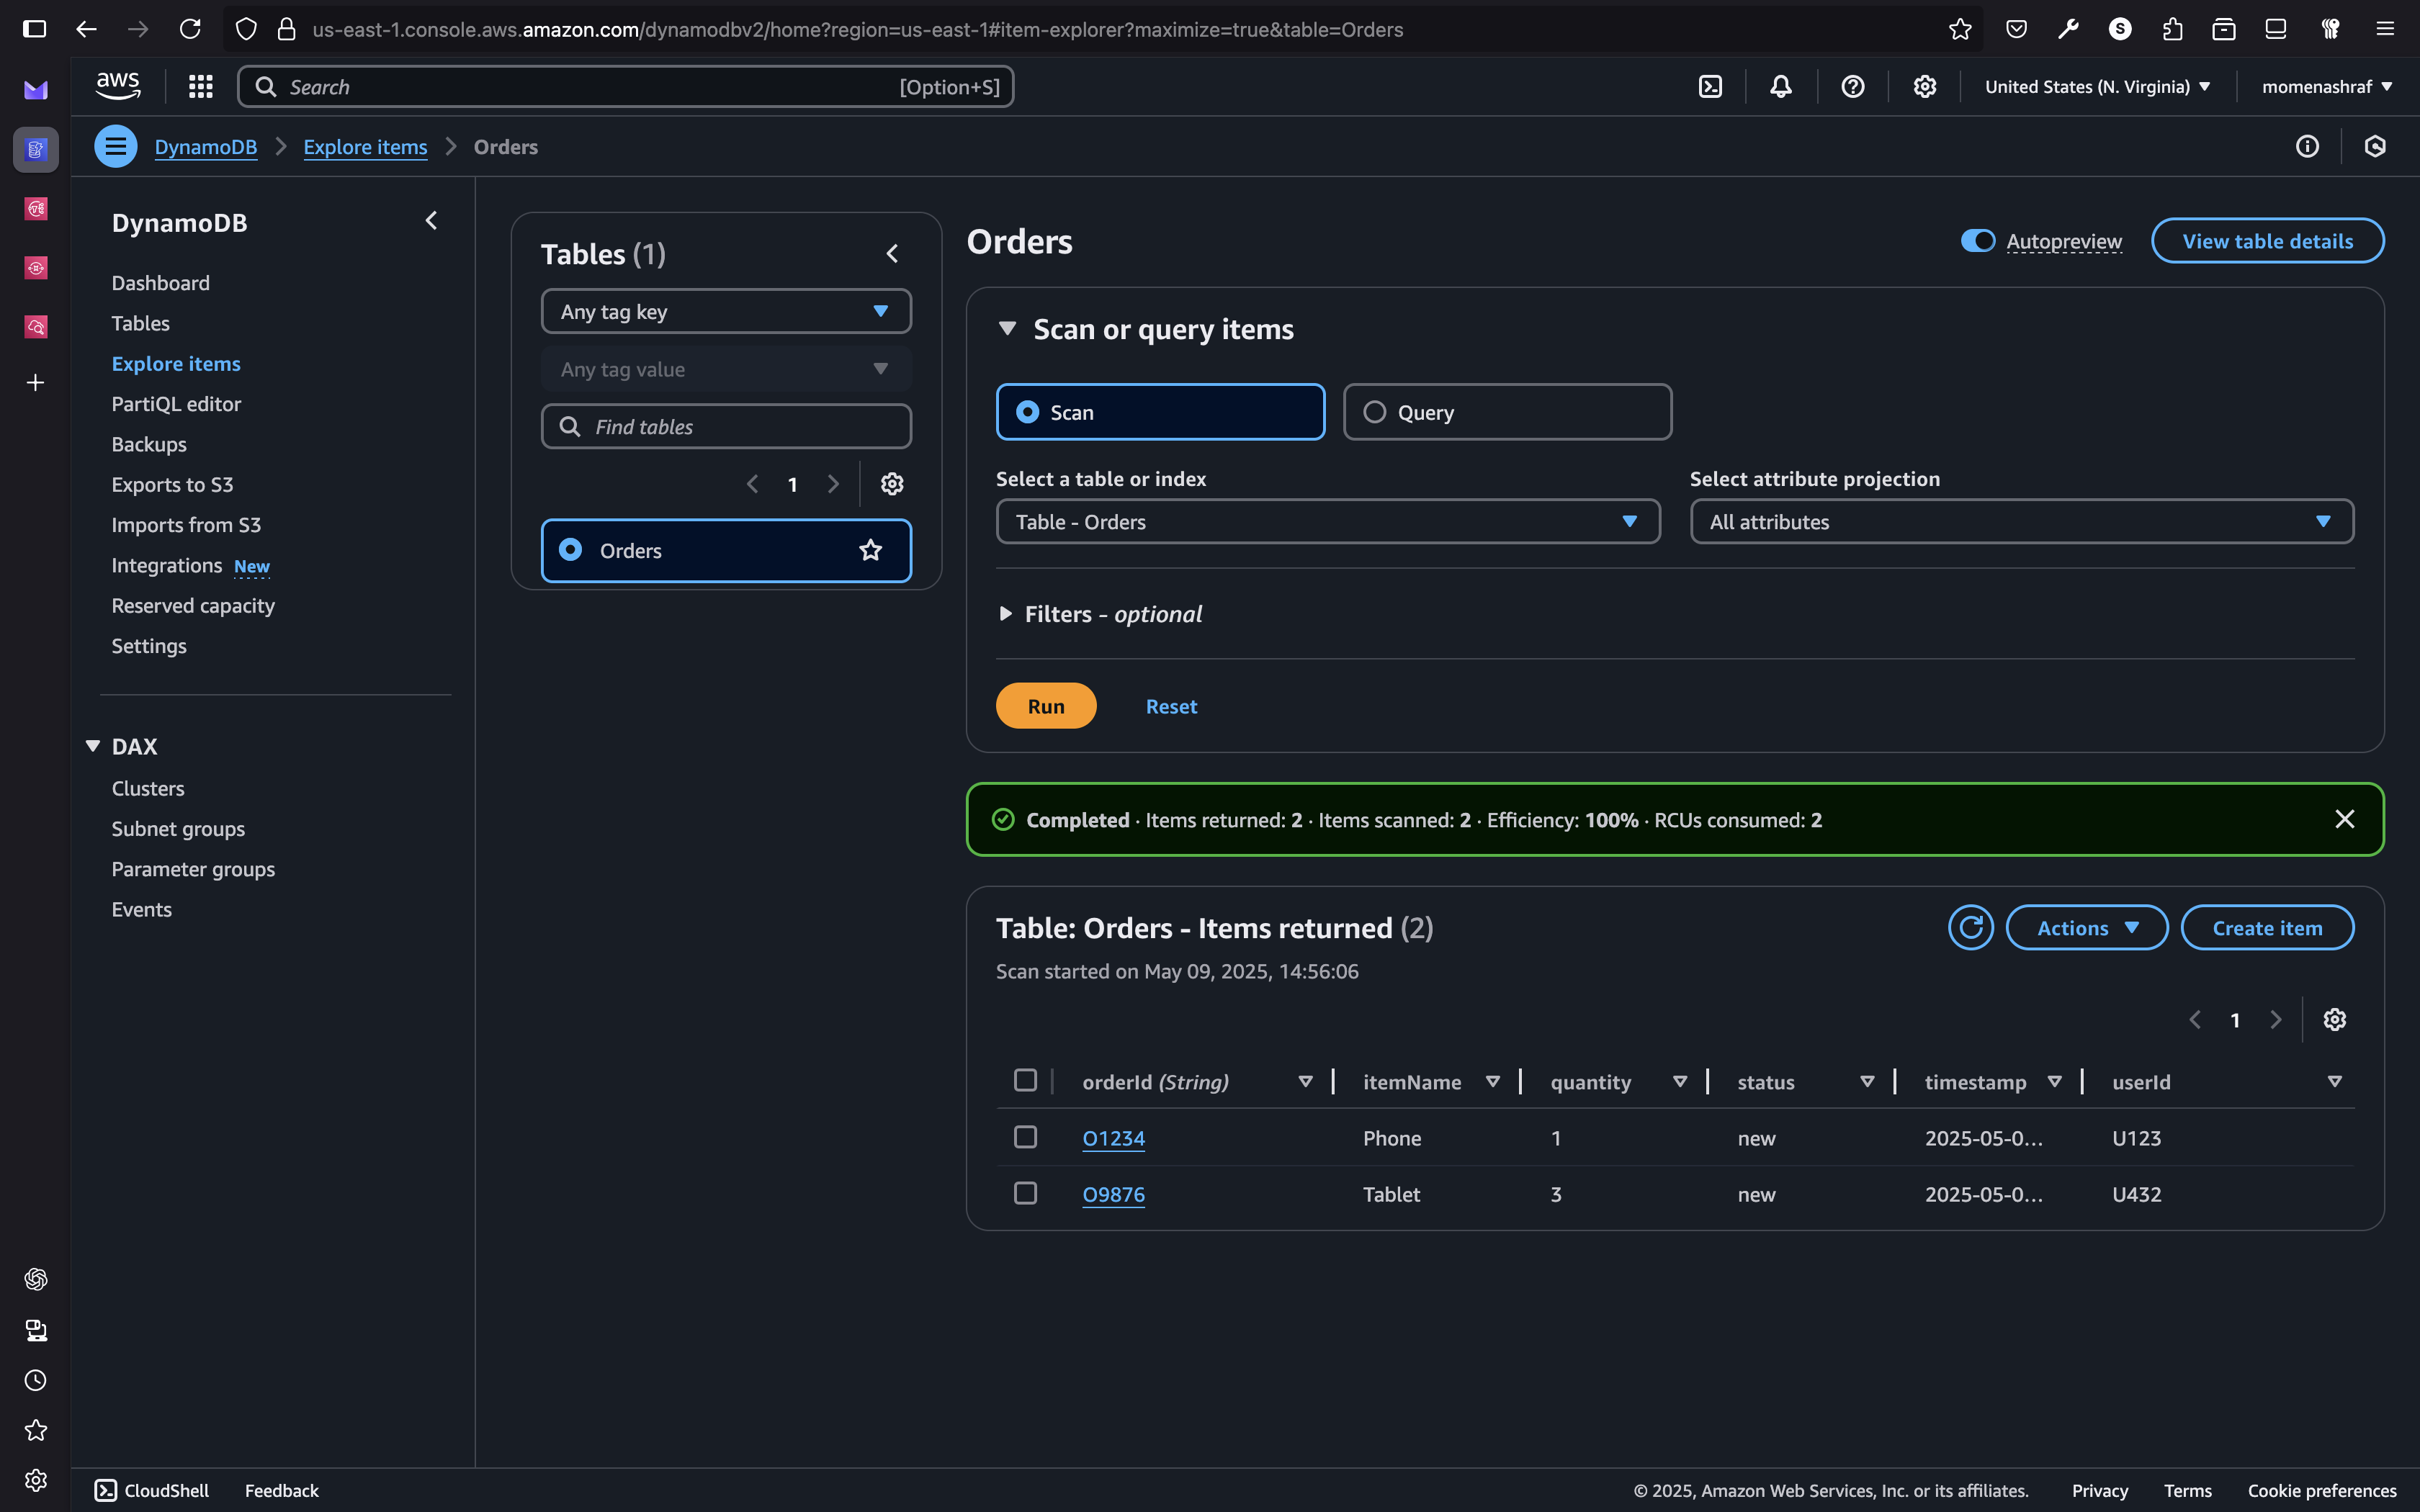 us-east-1.console.aws.amazon.com/dynamodbv2/home?region=us-east-1#item-explorer?maximize=true&table=Orders
S
aws
Search [Option+S]
United States (N. Virginia)
momenashraf
DynamoDB
Explore items
Orders
DynamoDB
Dashboard
Tables
Explore items
PartiQL editor
Backups
Exports to S3
Imports from S3
Integrations New
Reserved capacity
Settings
DAX
Clusters
Subnet groups
Parameter groups
Events
Tables (1)
Any tag key
Any tag value
Find tables
1
Orders
Orders
Autopreview
View table details
Scan or query items
Scan
Query
Select a table or index
Table - Orders
Select attribute projection
All attributes
Filters - optional
Run
Reset
Completed · Items returned: 2 · Items scanned: 2 · Efficiency: 100% · RCUs consumed: 2
Table: Orders - Items returned (2)
Scan started on May 09, 2025, 14:56:06
Actions
Create item
1
orderId (String) itemName quantity status timestamp userId
O1234 Phone 1 new 2025-05-0... U123
O9876 Tablet 3 new 2025-05-0... U432
CloudShell
Feedback
© 2025, Amazon Web Services, Inc. or its affiliates.
Privacy
Terms
Cookie preferences